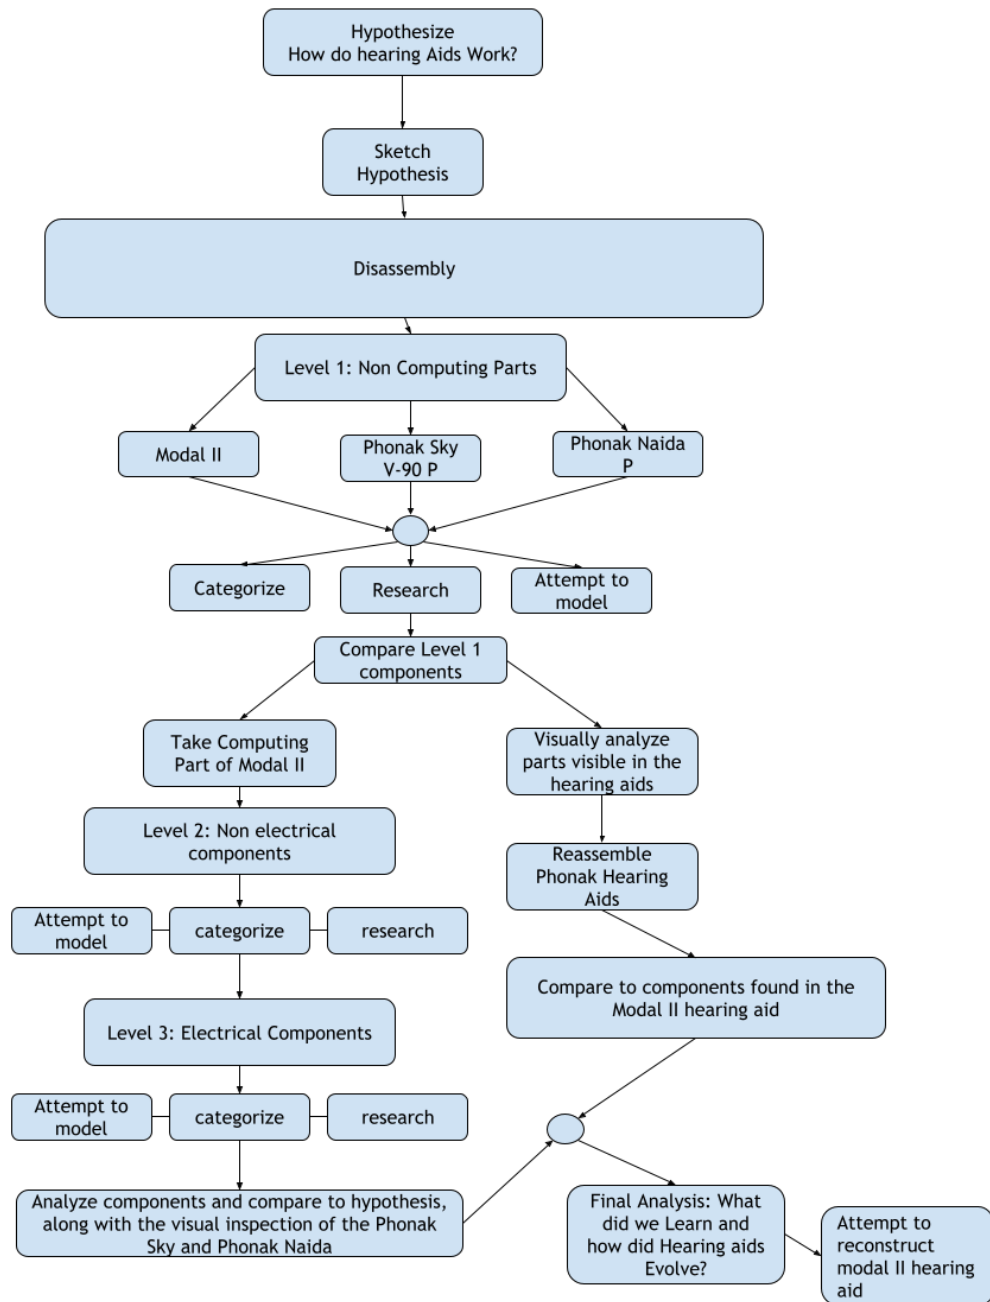 Hypothesize
How do hearing Aids Work?
Sketch
Hypothesis
Disassembly
Level 1: Non Computing Parts
Modal II
Phonak Sky
V-90 P
Phonak Naida
P
Categorize
Research
Attempt to
model
Compare Level 1
components
Take Computing
Part of Modal II
Visually analyze
parts visible in the
hearing aids
Level 2: Non electrical
components
Reassemble
Phonak Hearing
Aids
Attempt to
model
categorize
research
Compare to components found in the
Modal II hearing aid
Level 3: Electrical Components
Attempt to
model
categorize
research
Analyze components and compare to hypothesis,
along with the visual inspection of the Phonak
Sky and Phonak Naida
Final Analysis: What
did we Learn and
how did Hearing aids
Evolve?
Attempt to
reconstruct
modal II hearing
aid